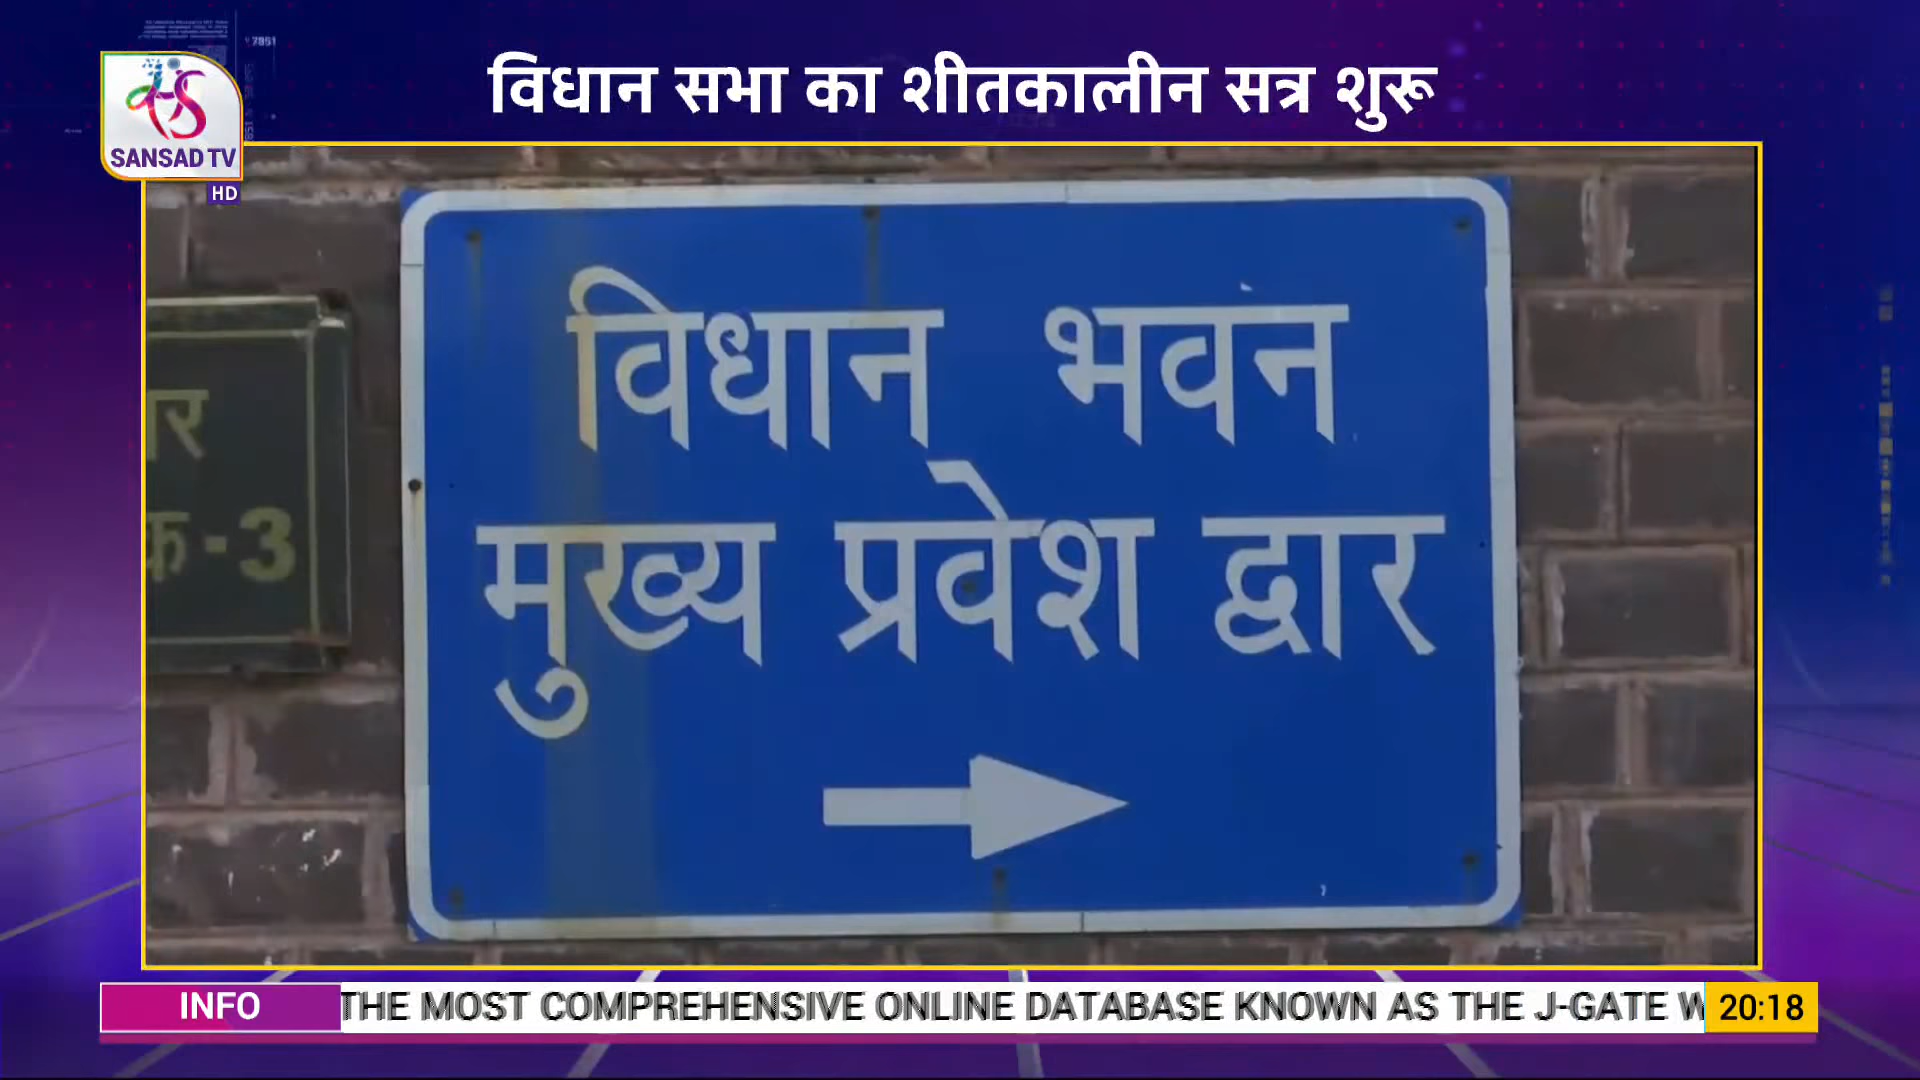 विधान सभा का शीतकालीन सत्र शुरू
7851
SANSAD TV
HD
विधान भवन
मुख्य प्रवेश द्वार
क-3
INFO
THE MOST COMPREHENSIVE ONLINE DATABASE KNOWN AS THE J-GATE
20:18